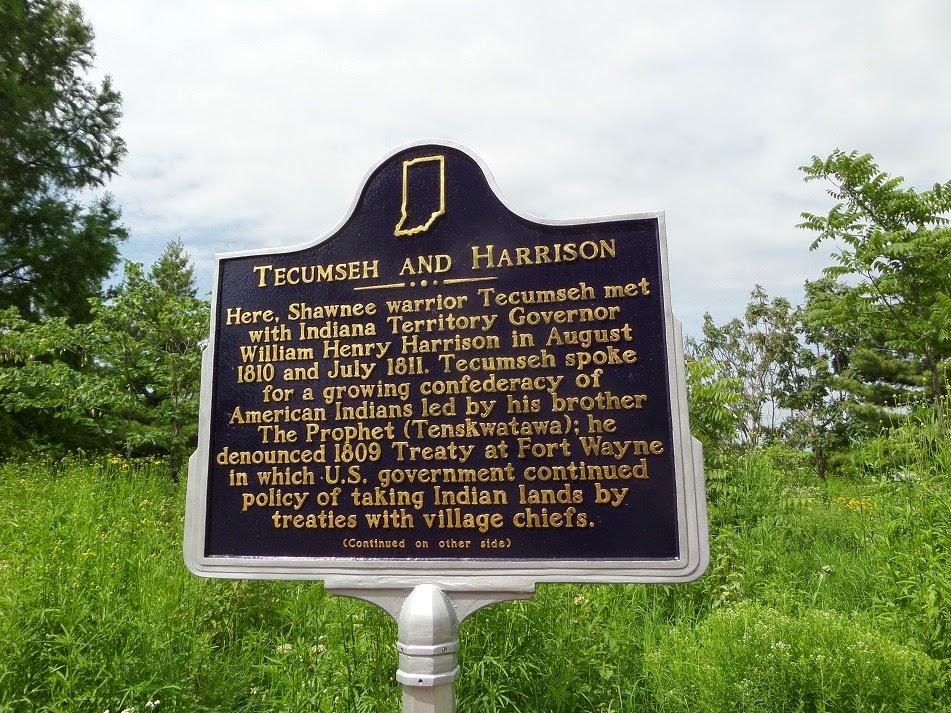 TECUMSEH AND HARRISON
Here, Shawnee warrior Tecumseh met
with Indiana Territory Governor
William Henry Harrison in August
1810 and July 1811. Tecumseh spoke
for a growing confederacy of
American Indians led by his brother
The Prophet (Tenskwatawa); he
denounced 1809 Treaty at Fort Wayne
in which U.S. government continued
policy of taking Indian lands by
treaties with village chiefs.
(Continued on other side)